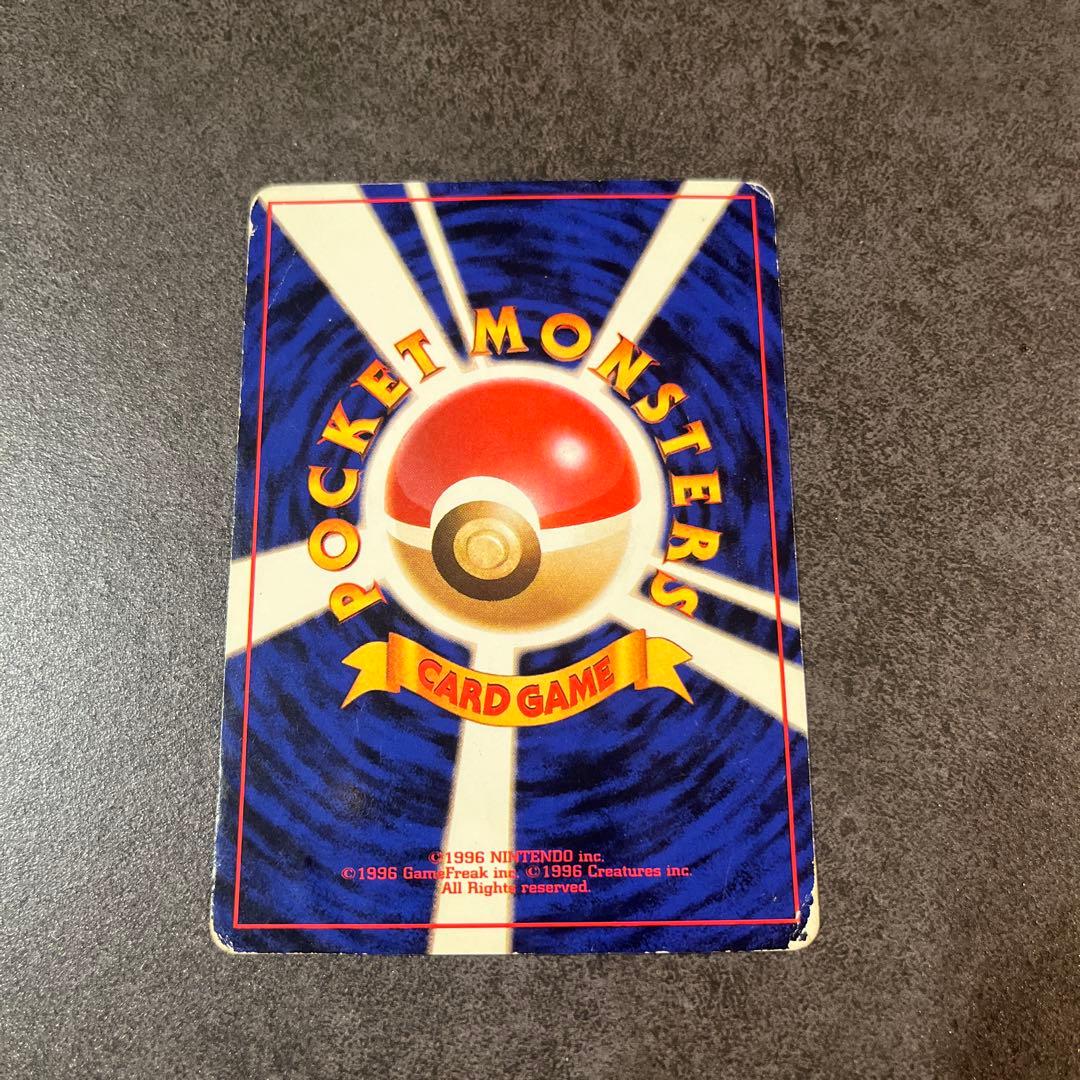 POCKET MONSTERS
CARD GAME
©1996 NINTENDO inc.
©1996 GameFreak inc. ©1996 Creatures inc.
All Rights reserved.